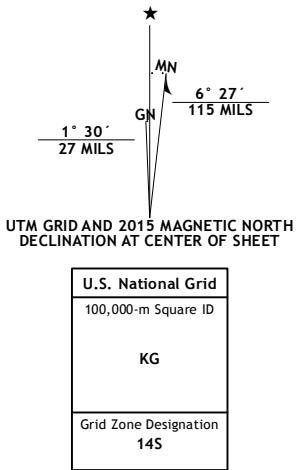 ★
MN
6° 27´
115 MILS
GN
1° 30´
27 MILS
UTM GRID AND 2015 MAGNETIC NORTH
DECLINATION AT CENTER OF SHEET
U.S. National Grid
100,000-m Square ID
KG
Grid Zone Designation
14S